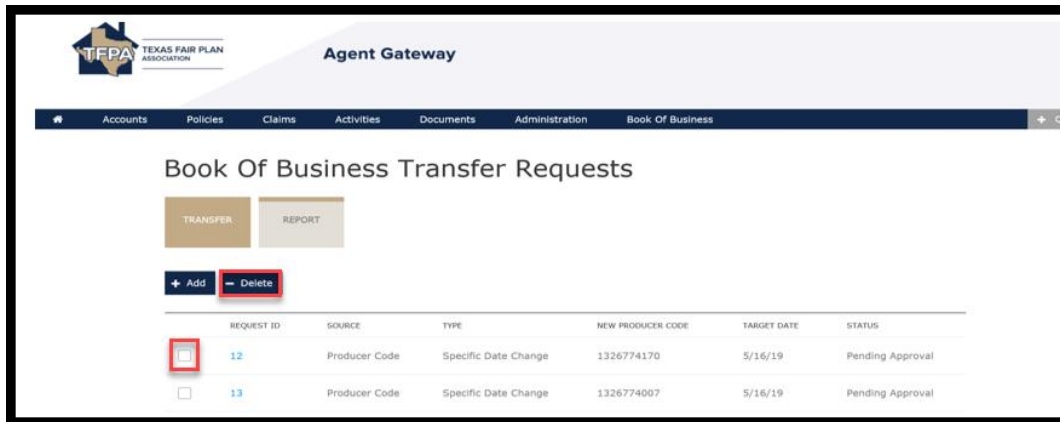 TFPA TEXAS FAIR PLAN ASSOCIATION
Agent Gateway
Accounts Policies Claims Activities Documents Administration Book Of Business +
Book Of Business Transfer Requests
TRANSFER REPORT
+ Add − Delete
REQUEST ID SOURCE TYPE NEW PRODUCER CODE TARGET DATE STATUS
12 Producer Code Specific Date Change 1326774170 5/16/19 Pending Approval
13 Producer Code Specific Date Change 1326774007 5/16/19 Pending Approval